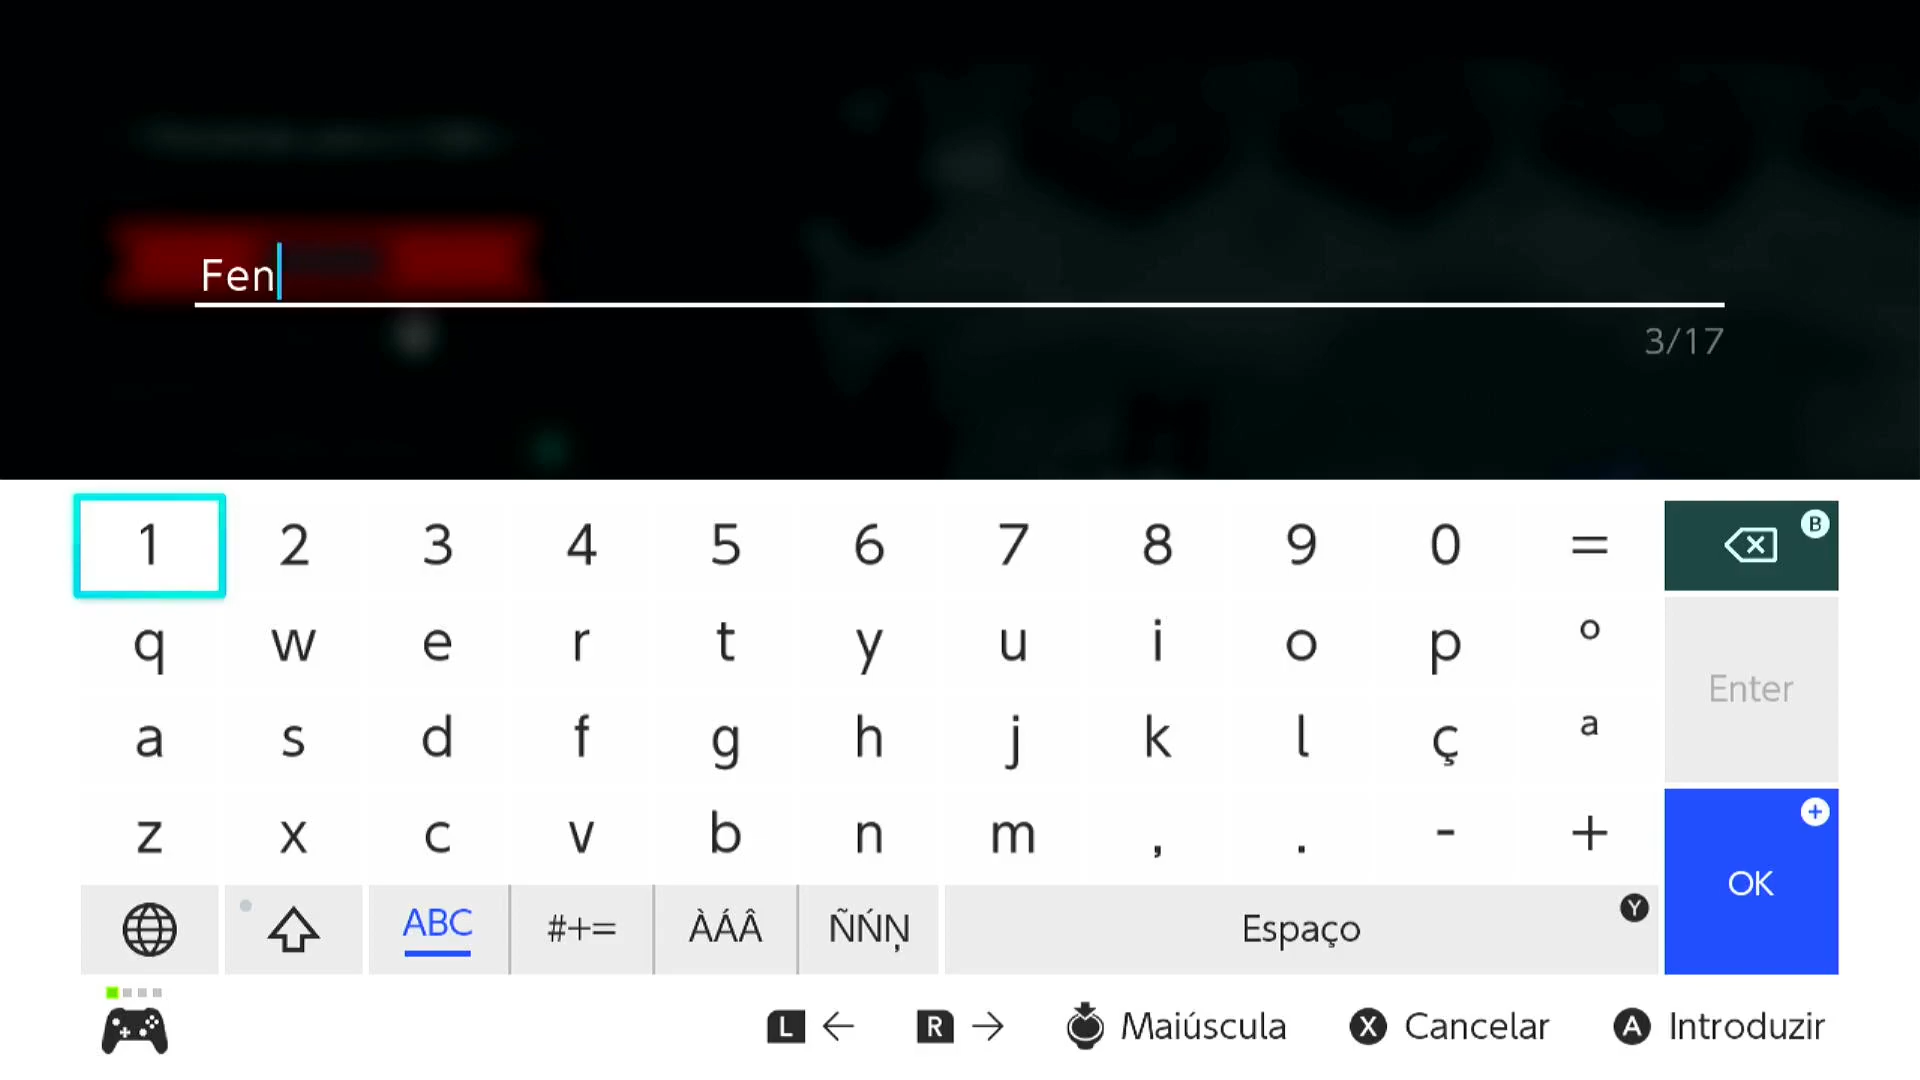 Fen
3/17
1 2 3 4 5 6 7 8 9 0 = B
q w e r t y u i o p º Enter
a s d f g h j k l ç ª
z x c v b n m , . - + + OK
ABC #+= ÀÁÂ ÑŃŅ Espaço Y
L ← R → Maiúscula X Cancelar A Introduzir